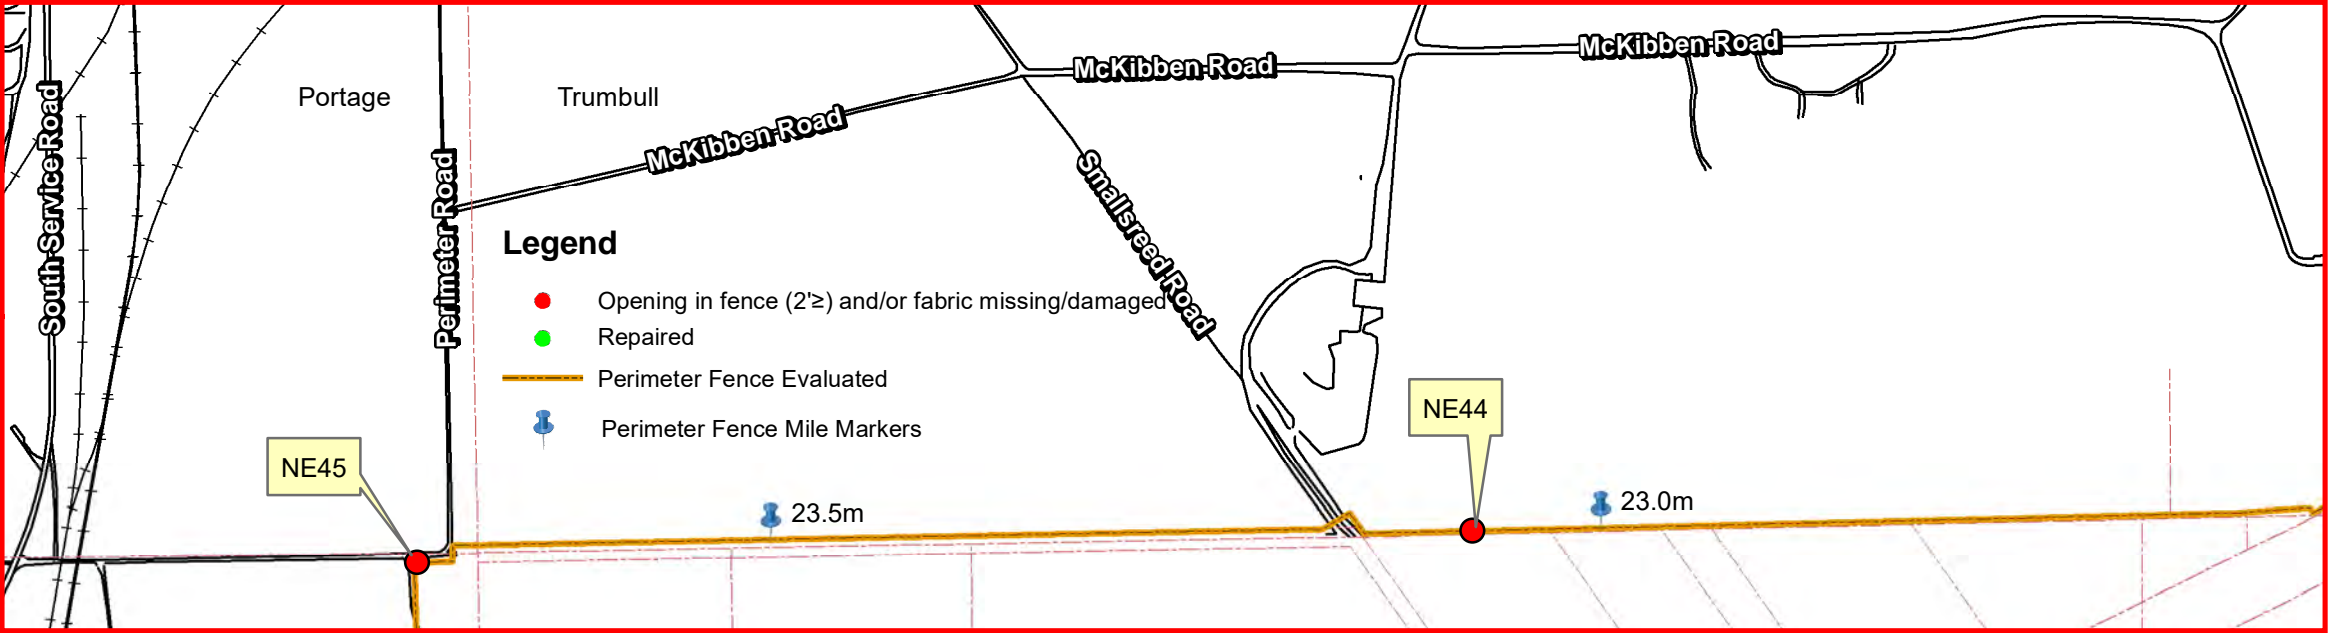 McKibben Road
McKibben Road
Portage
Trumbull
McKibben Road
South Service Road
Perimeter Road
Smallsreed Road
Legend
Opening in fence (2'≥) and/or fabric missing/damaged
Repaired
Perimeter Fence Evaluated
Perimeter Fence Mile Markers
NE44
NE45
23.5m
23.0m